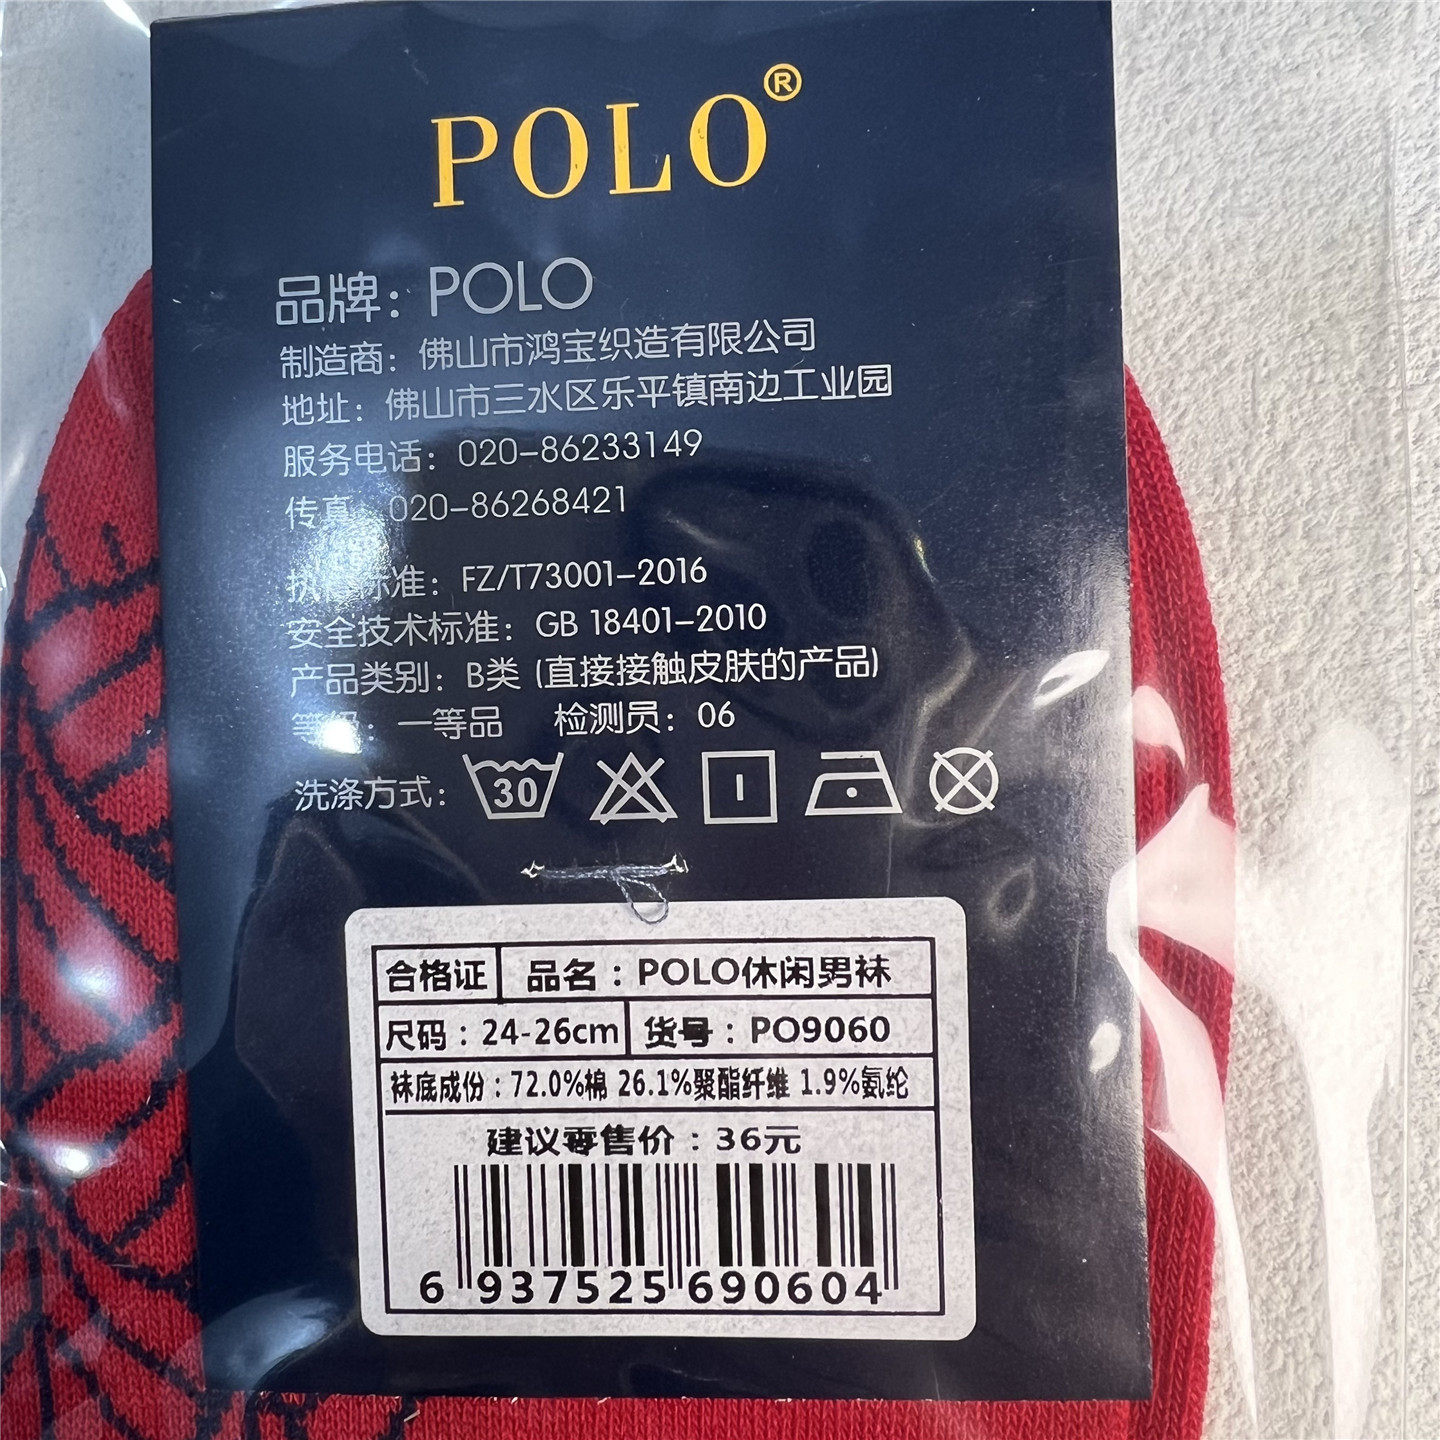 POLO®
品牌：POLO
制造商：佛山市鸿宝织造有限公司
地址：佛山市三水区乐平镇南边工业园
服务电话：020-86233149
传真：020-86268421
执行标准：FZ/T73001-2016
安全技术标准：GB 18401-2010
产品类别：B类 (直接接触皮肤的产品)
等级：一等品 检测员：06
洗涤方式： 30
合格证 品名：POLO休闲男袜
尺码：24-26cm 货号：PO9060
袜底成份：72.0%棉 26.1%聚酯纤维 1.9%氨纶
建议零售价：36元
6 937525 690604